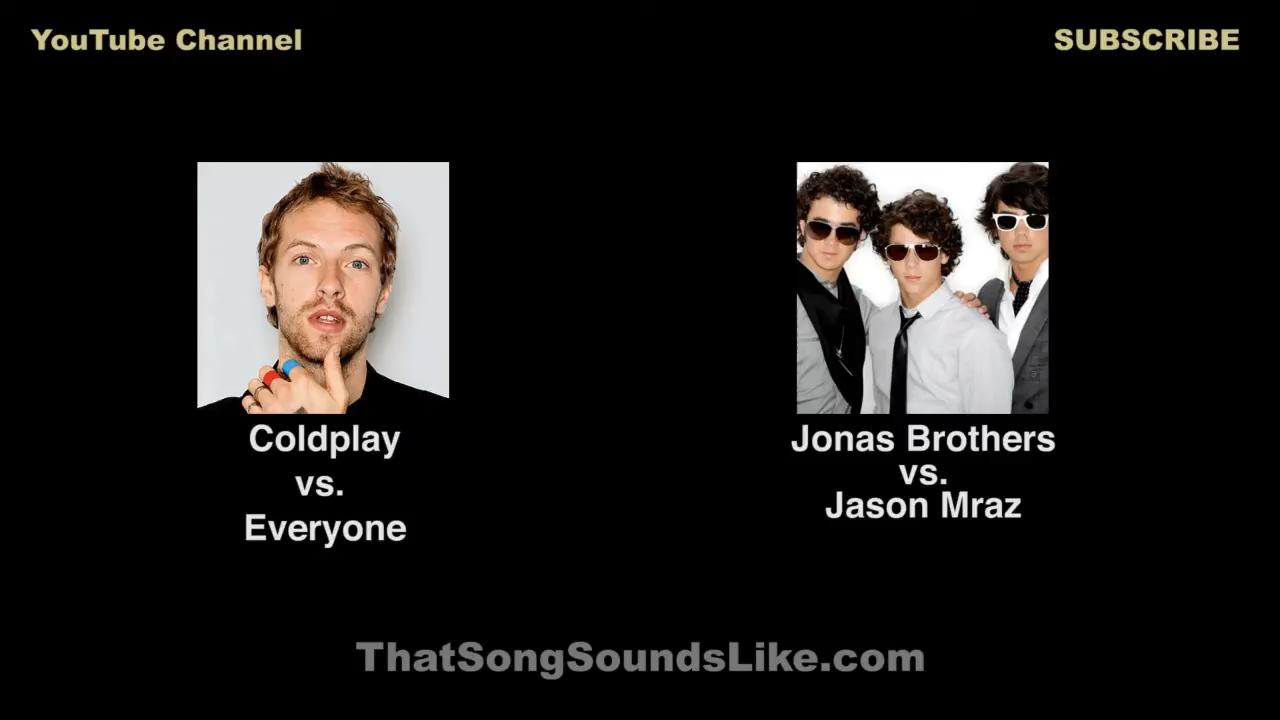 YouTube Channel
SUBSCRIBE
Coldplay
vs.
Everyone
Jonas Brothers
vs.
Jason Mraz
ThatSongSoundsLike.com